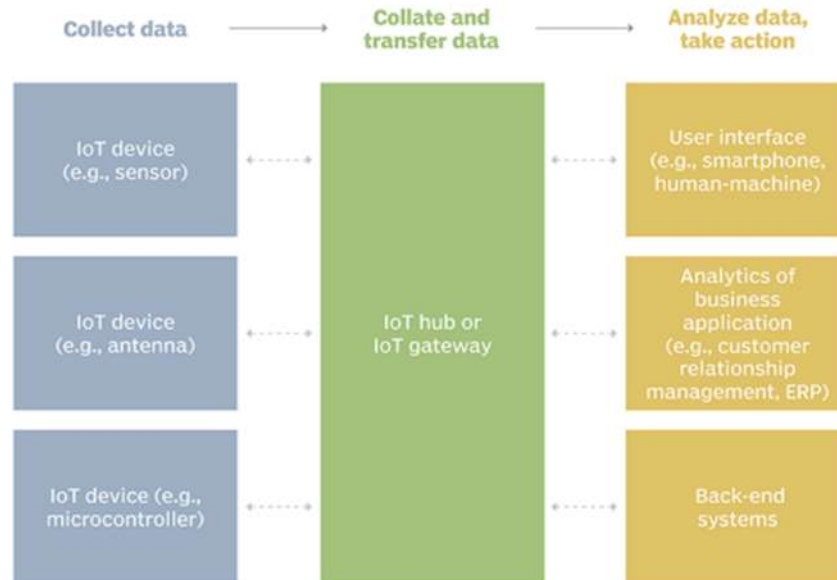 Collect data
Collate and
transfer data
Analyze data,
take action
IoT device
(e.g., sensor)
IoT device
(e.g., antenna)
IoT device (e.g.,
microcontroller)
IoT hub or
IoT gateway
User interface
(e.g., smartphone,
human-machine)
Analytics of
business
application
(e.g., customer
relationship
management, ERP)
Back-end
systems